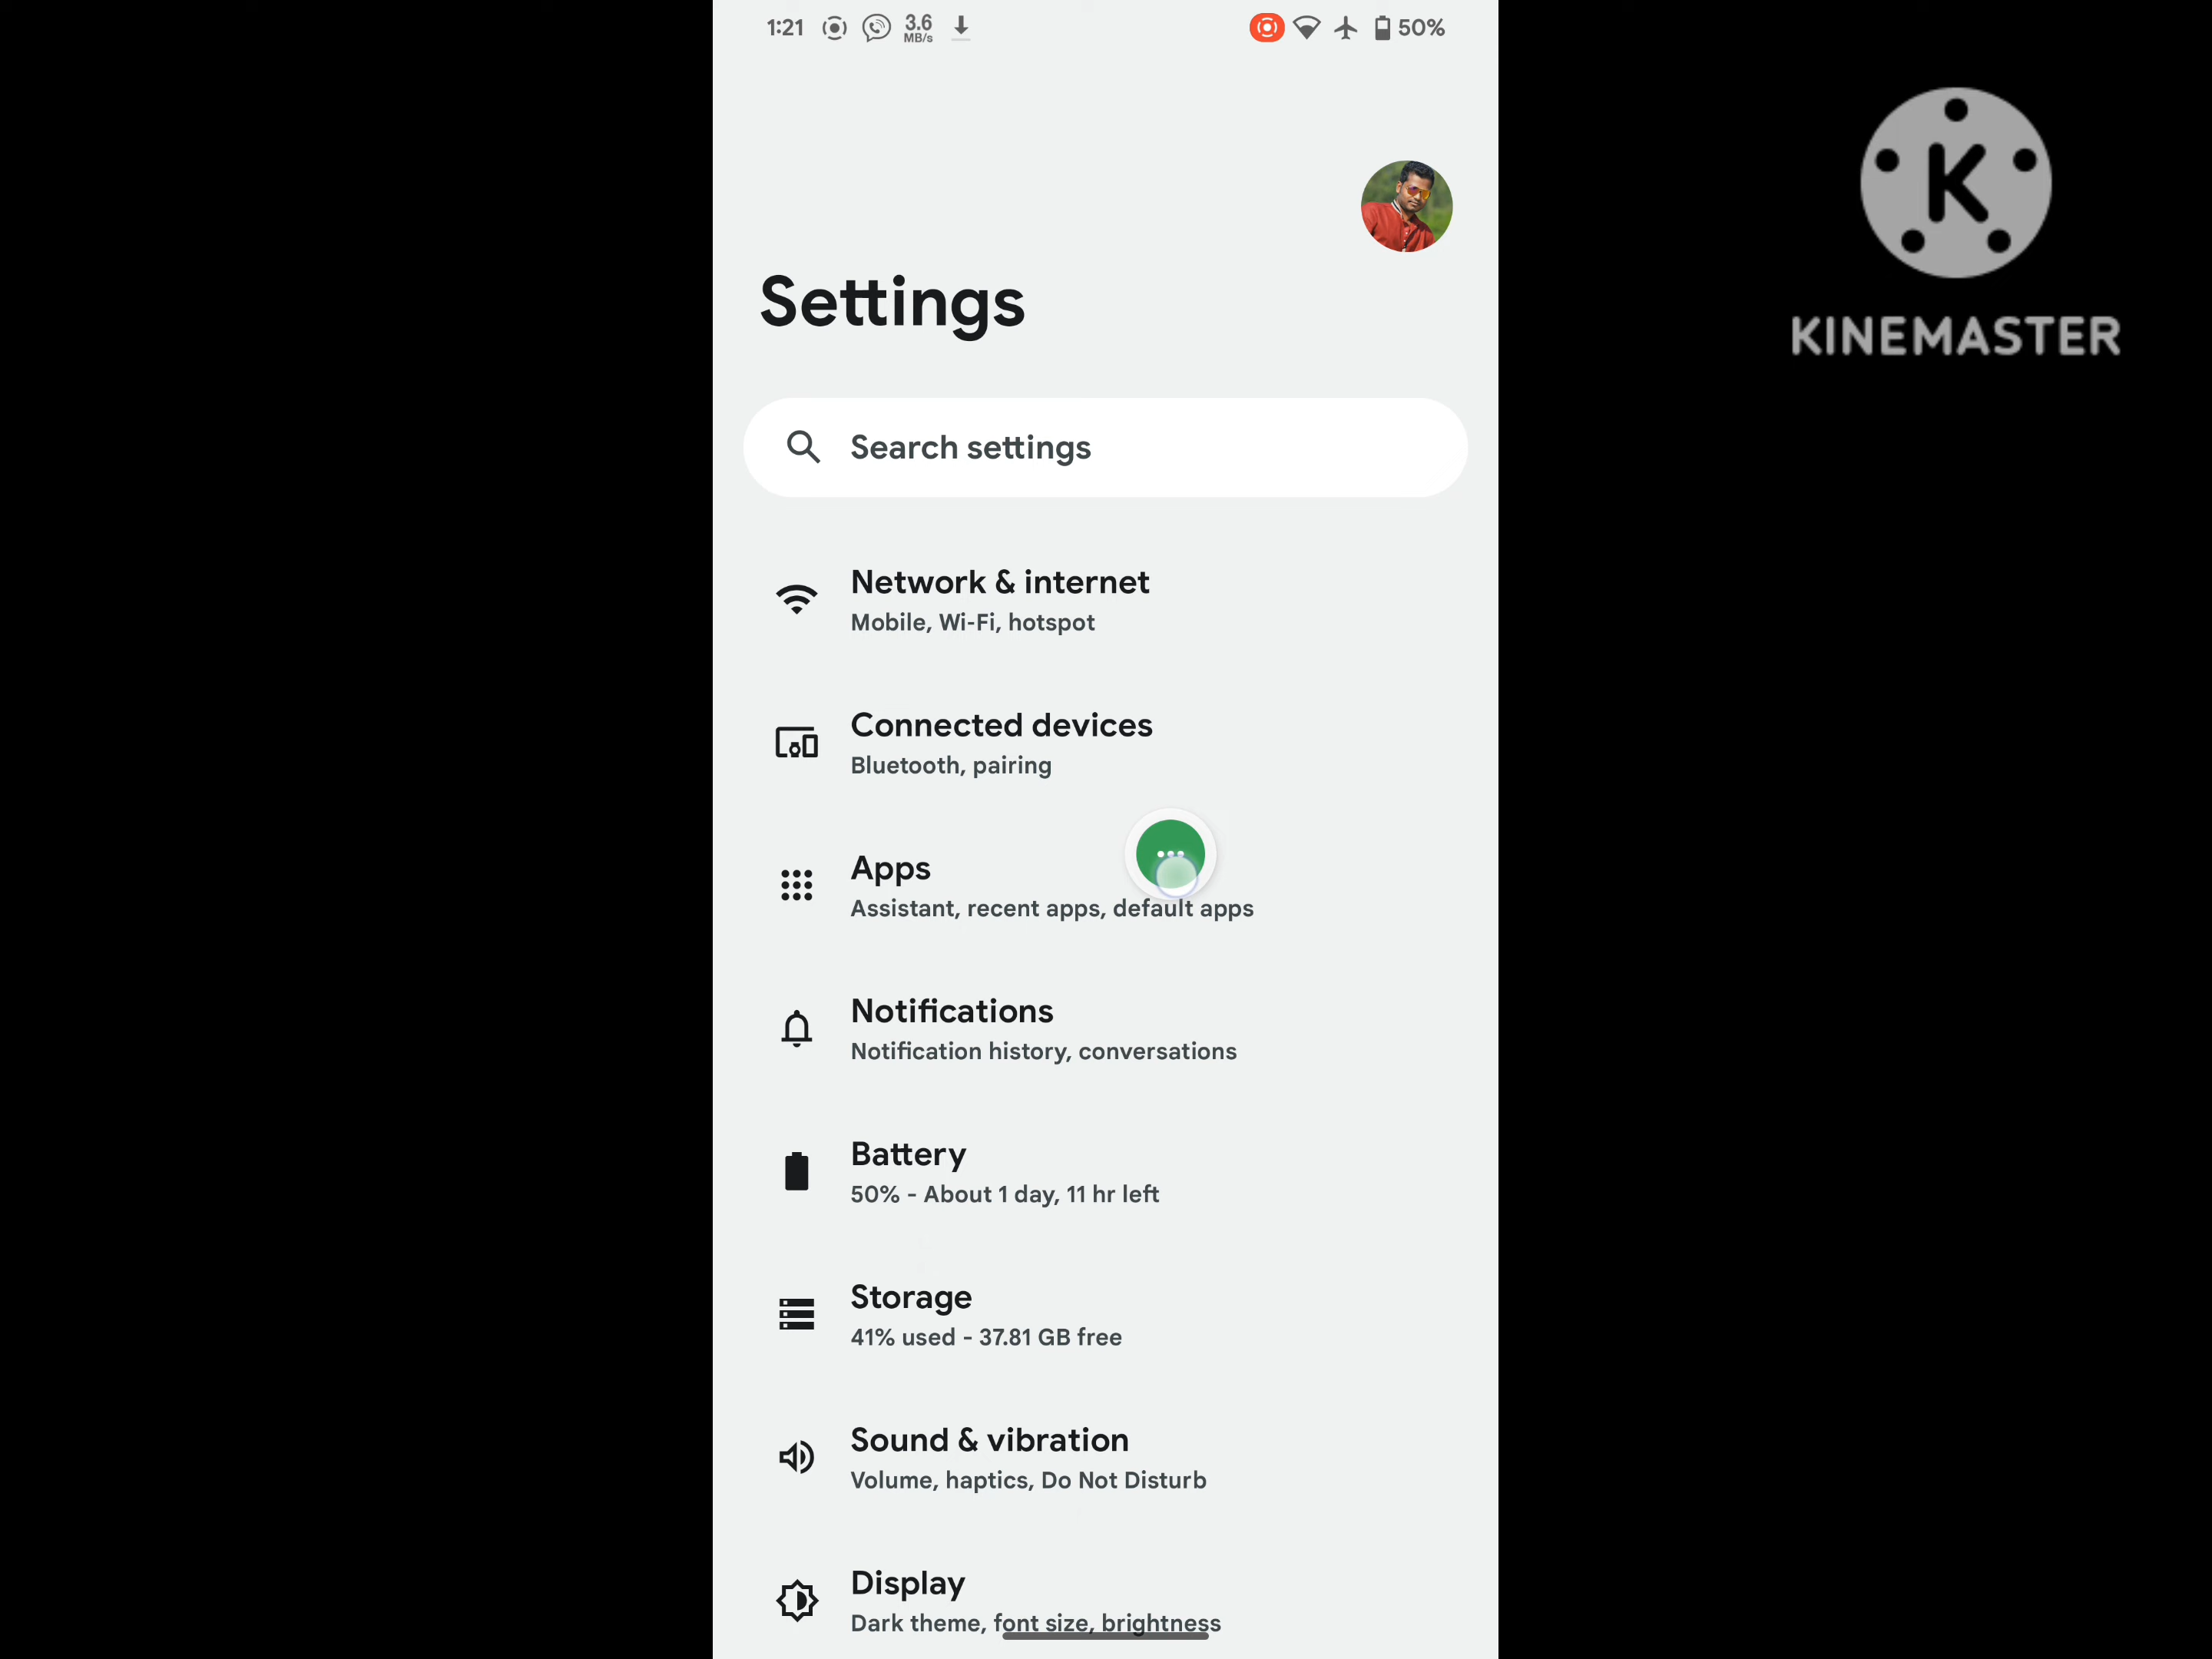 1:21 3.6 MB/s 50%
Settings
KINEMASTER
Search settings
Network & internet
Mobile, Wi-Fi, hotspot
Connected devices
Bluetooth, pairing
Apps
Assistant, recent apps, default apps
Notifications
Notification history, conversations
Battery
50% - About 1 day, 11 hr left
Storage
41% used - 37.81 GB free
Sound & vibration
Volume, haptics, Do Not Disturb
Display
Dark theme, font size, brightness